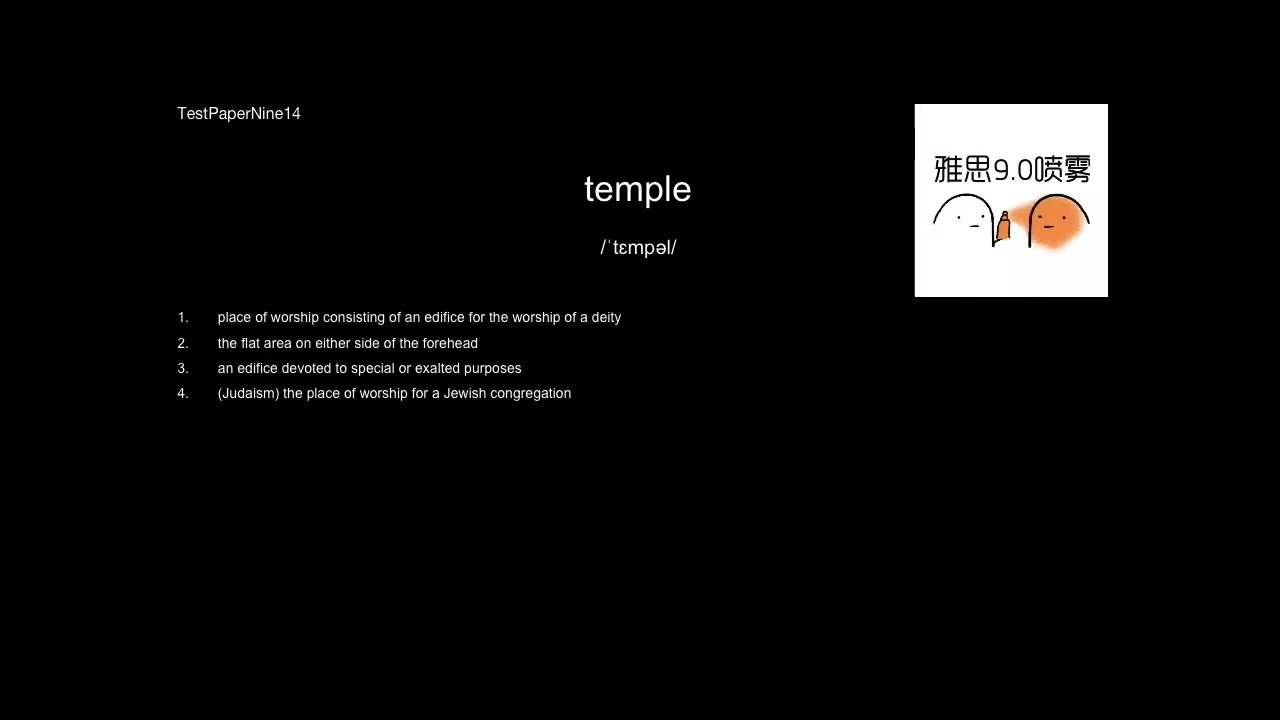 TestPaperNine14
雅思9.0喷雾
temple
/ˈtɛmpəl/
1. place of worship consisting of an edifice for the worship of a deity
2. the flat area on either side of the forehead
3. an edifice devoted to special or exalted purposes
4. (Judaism) the place of worship for a Jewish congregation